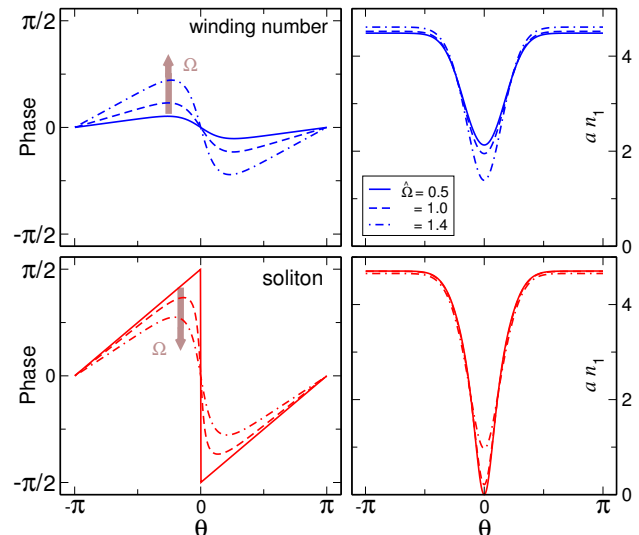 π/2
winding number
Ω
Phase
0
-π/2
4
a n₁
2
0
Ω̂ = 0.5
= 1.0
= 1.4
π/2
soliton
Ω
Phase
0
-π/2
-π
0
π
θ
4
a n₁
2
0
-π
0
π
θ